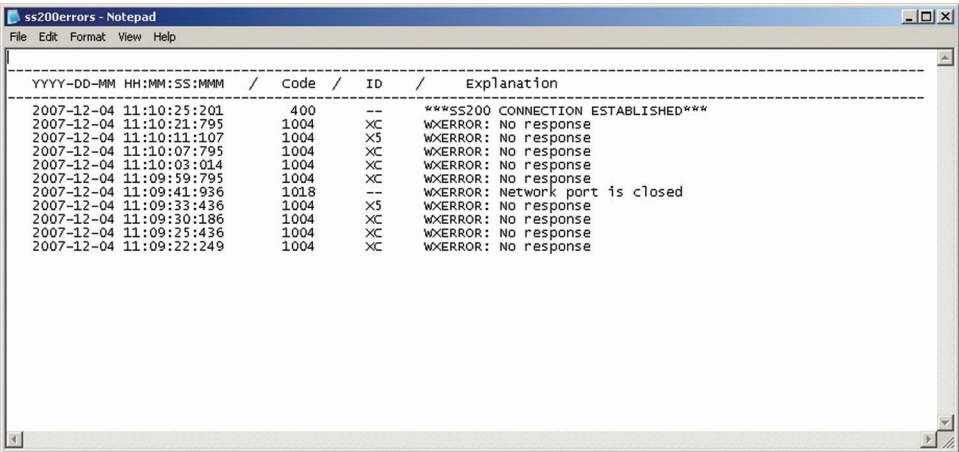 ss200errors - Notepad
File Edit Format View Help
YYYY-DD-MM HH:MM:SS:MMM / Code / ID / Explanation
2007-12-04 11:10:25:201 400 -- ***SS200 CONNECTION ESTABLISHED***
2007-12-04 11:10:21:795 1004 XC WXERROR: No response
2007-12-04 11:10:11:107 1004 X5 WXERROR: No response
2007-12-04 11:10:07:795 1004 XC WXERROR: No response
2007-12-04 11:10:03:014 1004 XC WXERROR: No response
2007-12-04 11:09:59:795 1004 XC WXERROR: No response
2007-12-04 11:09:41:936 1018 -- WXERROR: Network port is closed
2007-12-04 11:09:33:436 1004 X5 WXERROR: No response
2007-12-04 11:09:30:186 1004 XC WXERROR: No response
2007-12-04 11:09:25:436 1004 XC WXERROR: No response
2007-12-04 11:09:22:249 1004 XC WXERROR: No response